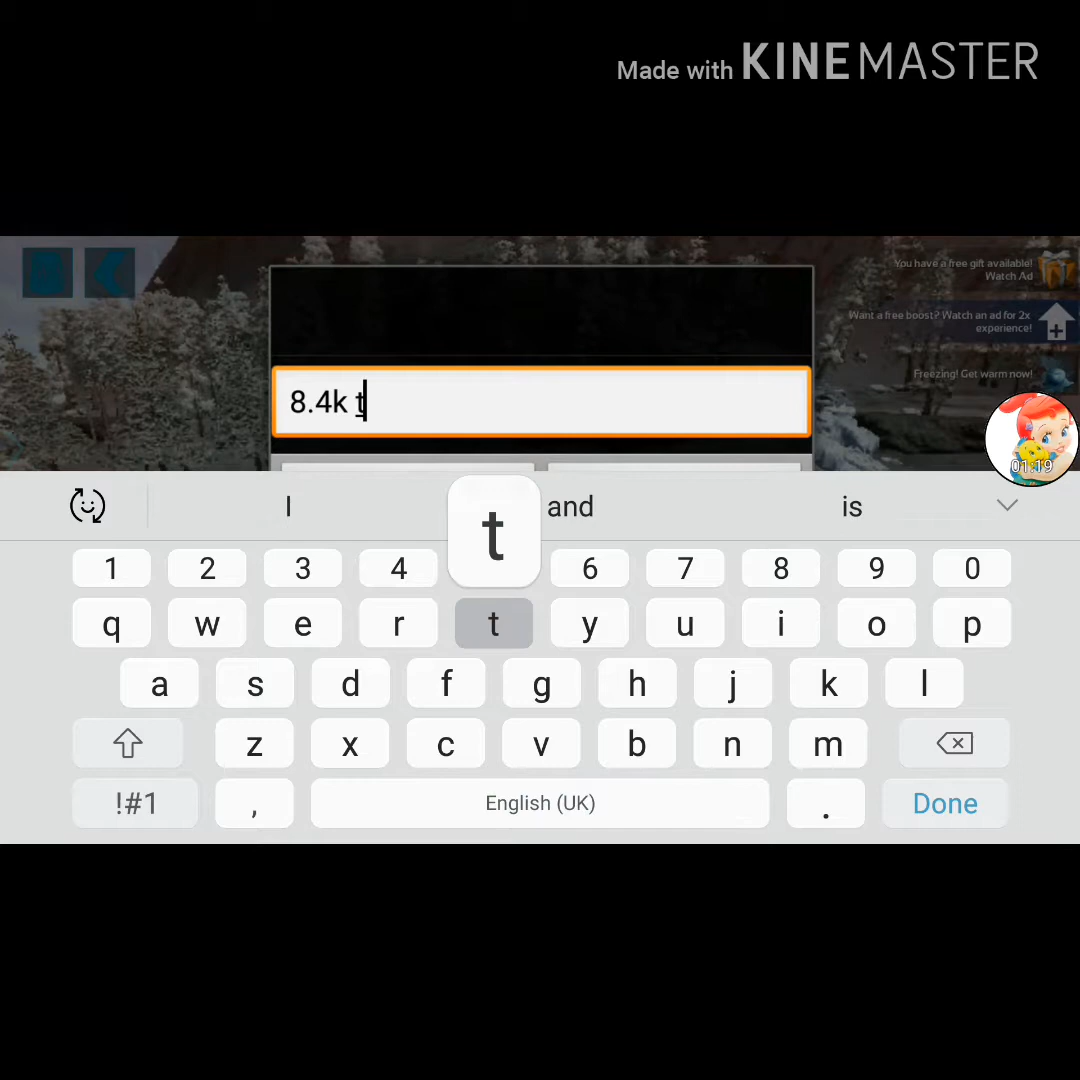 Made with KINEMASTER
You have a free gift available!
Watch Ad
Want a free boost? Watch an ad for 2x
experience!
Freezing! Get warm now!
8.4k t
01:19
I
t
and
is
1 2 3 4 6 7 8 9 0
q w e r t y u i o p
a s d f g h j k l
z x c v b n m
!#1 , English (UK) . Done